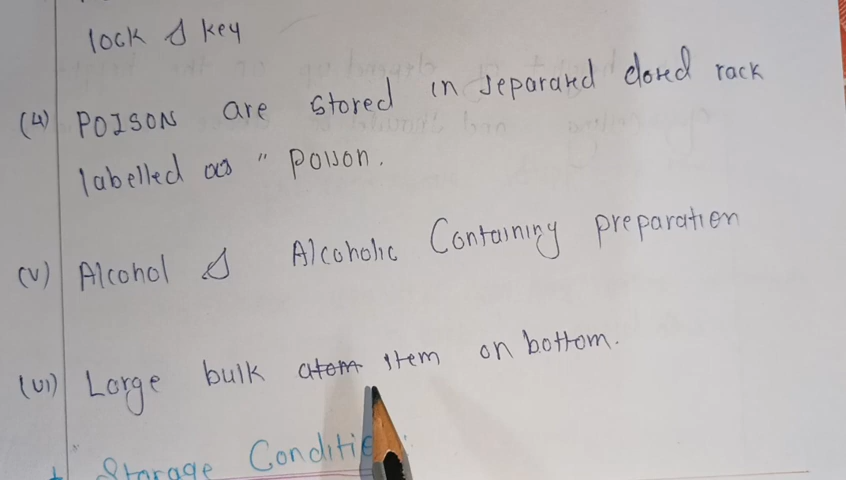 lock & key
(4) POISON are stored in separated closed rack
labelled as " Poison.
(V) Alcohol & Alcoholic Containing preparation
(VI) Large bulk atom item on bottom.
Storage Conditi